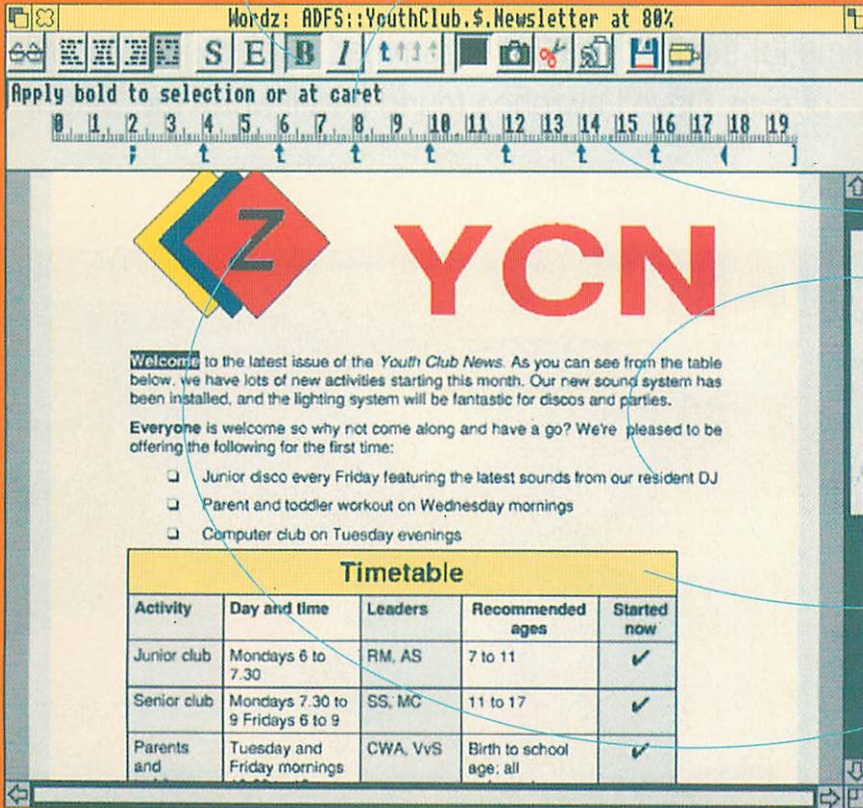 Wordz: ADFS::YouthClub.$.Newsletter at 80%
S E B I
Apply bold to selection or at caret
0 1 2 3 4 5 6 7 8 9 10 11 12 13 14 15 16 17 18 19
Z YCN
Welcome to the latest issue of the Youth Club News. As you can see from the table
below, we have lots of new activities starting this month. Our new sound system has
been installed, and the lighting system will be fantastic for discos and parties.
Everyone is welcome so why not come along and have a go? We're pleased to be
offering the following for the first time:
Junior disco every Friday featuring the latest sounds from our resident DJ
Parent and toddler workout on Wednesday mornings
Computer club on Tuesday evenings
Timetable
Activity Day and time Leaders Recommended ages Started now
Junior club Mondays 6 to 7.30 RM, AS 7 to 11 ✔
Senior club Mondays 7.30 to 9 Fridays 6 to 9 SS, MC 11 to 17 ✔
Parents and Tuesday and Friday mornings CWA, VvS Birth to school age; all ✔